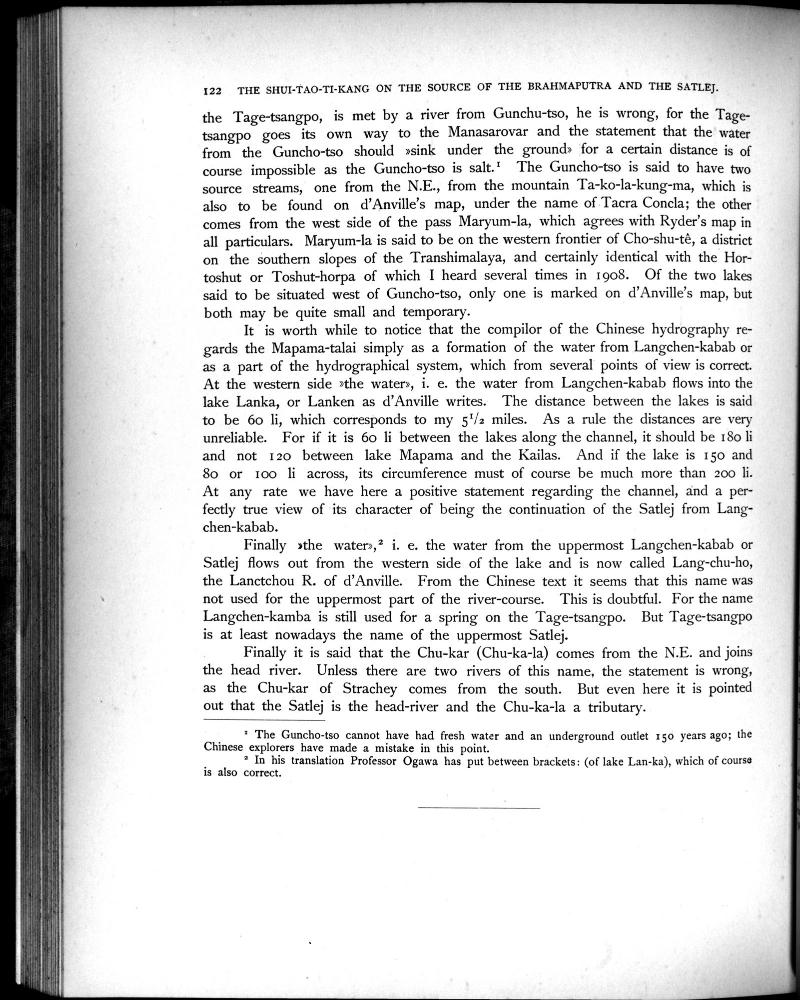 122 THE SHUI-TAO-TI-KANG ON THE SOURCE OF THE BRAHMAPUTRA AND THE SATLEJ.
the Tage-tsangpo, is met by a river from Gunchu-tso, he is wrong, for the Tage-
tsangpo goes its own way to the Manasarovar and the statement that the water
from the Guncho-tso should »sink under the ground» for a certain distance is of
course impossible as the Guncho-tso is salt.¹ The Guncho-tso is said to have two
source streams, one from the N.E., from the mountain Ta-ko-la-kung-ma, which is
also to be found on d'Anville's map, under the name of Tacra Concla; the other
comes from the west side of the pass Maryum-la, which agrees with Ryder's map in
all particulars. Maryum-la is said to be on the western frontier of Cho-shu-tê, a district
on the southern slopes of the Transhimalaya, and certainly identical with the Hor-
toshut or Toshut-horpa of which I heard several times in 1908. Of the two lakes
said to be situated west of Guncho-tso, only one is marked on d'Anville's map, but
both may be quite small and temporary.
It is worth while to notice that the compilor of the Chinese hydrography re-
gards the Mapama-talai simply as a formation of the water from Langchen-kabab or
as a part of the hydrographical system, which from several points of view is correct.
At the western side »the water», i. e. the water from Langchen-kabab flows into the
lake Lanka, or Lanken as d'Anville writes. The distance between the lakes is said
to be 60 li, which corresponds to my 5¹/₂ miles. As a rule the distances are very
unreliable. For if it is 60 li between the lakes along the channel, it should be 180 li
and not 120 between lake Mapama and the Kailas. And if the lake is 150 and
80 or 100 li across, its circumference must of course be much more than 200 li.
At any rate we have here a positive statement regarding the channel, and a per-
fectly true view of its character of being the continuation of the Satlej from Lang-
chen-kabab.
Finally »the water»,² i. e. the water from the uppermost Langchen-kabab or
Satlej flows out from the western side of the lake and is now called Lang-chu-ho,
the Lanctchou R. of d'Anville. From the Chinese text it seems that this name was
not used for the uppermost part of the river-course. This is doubtful. For the name
Langchen-kamba is still used for a spring on the Tage-tsangpo. But Tage-tsangpo
is at least nowadays the name of the uppermost Satlej.
Finally it is said that the Chu-kar (Chu-ka-la) comes from the N.E. and joins
the head river. Unless there are two rivers of this name, the statement is wrong,
as the Chu-kar of Strachey comes from the south. But even here it is pointed
out that the Satlej is the head-river and the Chu-ka-la a tributary.
¹ The Guncho-tso cannot have had fresh water and an underground outlet 150 years ago; the
Chinese explorers have made a mistake in this point.
² In his translation Professor Ogawa has put between brackets: (of lake Lan-ka), which of course
is also correct.